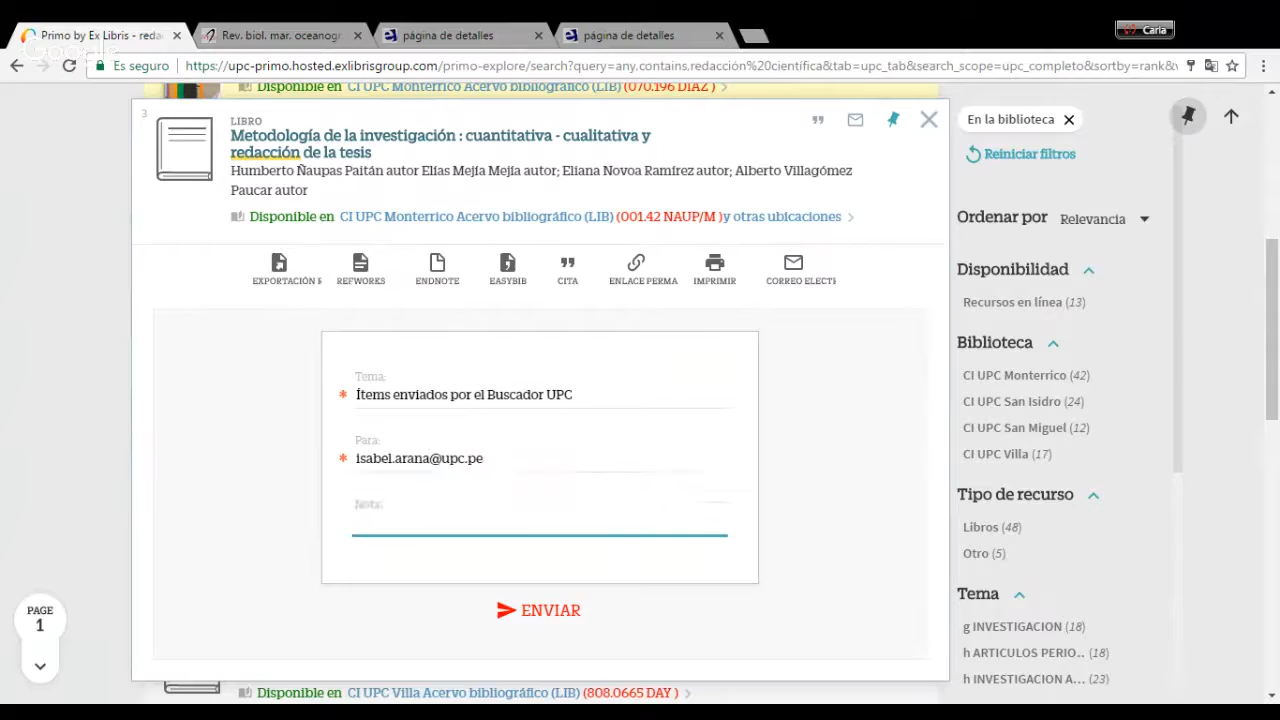 Primo by Ex Libris - reda
Rev. biol. mar. oceanogr
página de detalles
página de detalles
Carla
Google
Es seguro
https://upc-primo.hosted.exlibrisgroup.com/primo-explore/search?query=any.contains,redacción%20científica&tab=upc_tab&search_scope=upc_completo&sortby=rank&
Disponible en CI UPC Monterrico Acervo bibliográfico (LIB) (070.196 DIAZ )
3
LIBRO
Metodología de la investigación : cuantitativa - cualitativa y
redacción de la tesis
Humberto Ñaupas Paitán autor Elías Mejía Mejía autor; Eliana Novoa Ramírez autor; Alberto Villagómez
Paucar autor
Disponible en CI UPC Monterrico Acervo bibliográfico (LIB) (001.42 NAUP/M )y otras ubicaciones
EXPORTACIÓN
REFWORKS
ENDNOTE
EASYBIB
CITA
ENLACE PERMA
IMPRIMIR
CORREO ELECT
Tema:
* Ítems enviados por el Buscador UPC
Para:
* isabel.arana@upc.pe
Nota:
ENVIAR
PAGE
1
Disponible en CI UPC Villa Acervo bibliográfico (LIB) (808.0665 DAY )
En la biblioteca
Reiniciar filtros
Ordenar por Relevancia
Disponibilidad
Recursos en línea (13)
Biblioteca
CI UPC Monterrico (42)
CI UPC San Isidro (24)
CI UPC San Miguel (12)
CI UPC Villa (17)
Tipo de recurso
Libros (48)
Otro (5)
Tema
g INVESTIGACION (18)
h ARTICULOS PERIO.. (18)
h INVESTIGACION A... (23)